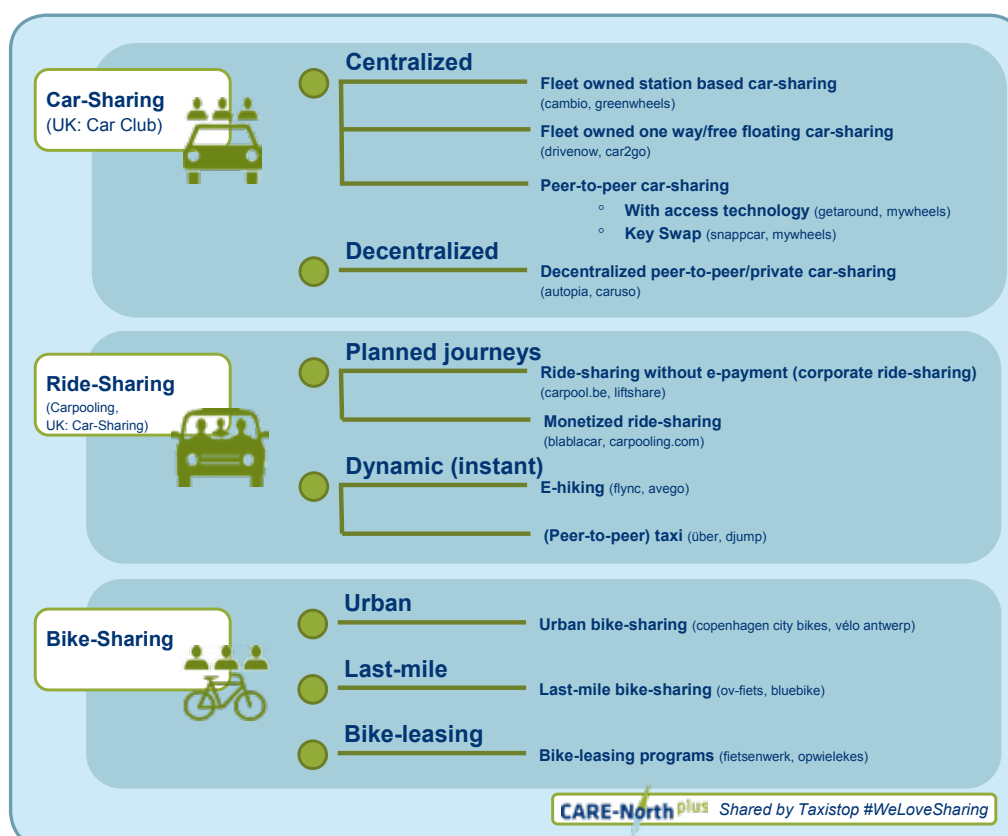 Car-Sharing
(UK: Car Club)
Centralized
Fleet owned station based car-sharing
(cambio, greenwheels)
Fleet owned one way/free floating car-sharing
(drivenow, car2go)
Peer-to-peer car-sharing
° With access technology (getaround, mywheels)
° Key Swap (snappcar, mywheels)
Decentralized
Decentralized peer-to-peer/private car-sharing
(autopia, caruso)
Ride-Sharing
(Carpooling,
UK: Car-Sharing)
Planned journeys
Ride-sharing without e-payment (corporate ride-sharing)
(carpool.be, liftshare)
Monetized ride-sharing
(blablacar, carpooling.com)
Dynamic (instant)
E-hiking (flync, avego)
(Peer-to-peer) taxi (über, djump)
Bike-Sharing
Urban
Urban bike-sharing (copenhagen city bikes, vélo antwerp)
Last-mile
Last-mile bike-sharing (ov-fiets, bluebike)
Bike-leasing
Bike-leasing programs (fietsenwerk, opwielekes)
CARE-North plus Shared by Taxistop #WeLoveSharing